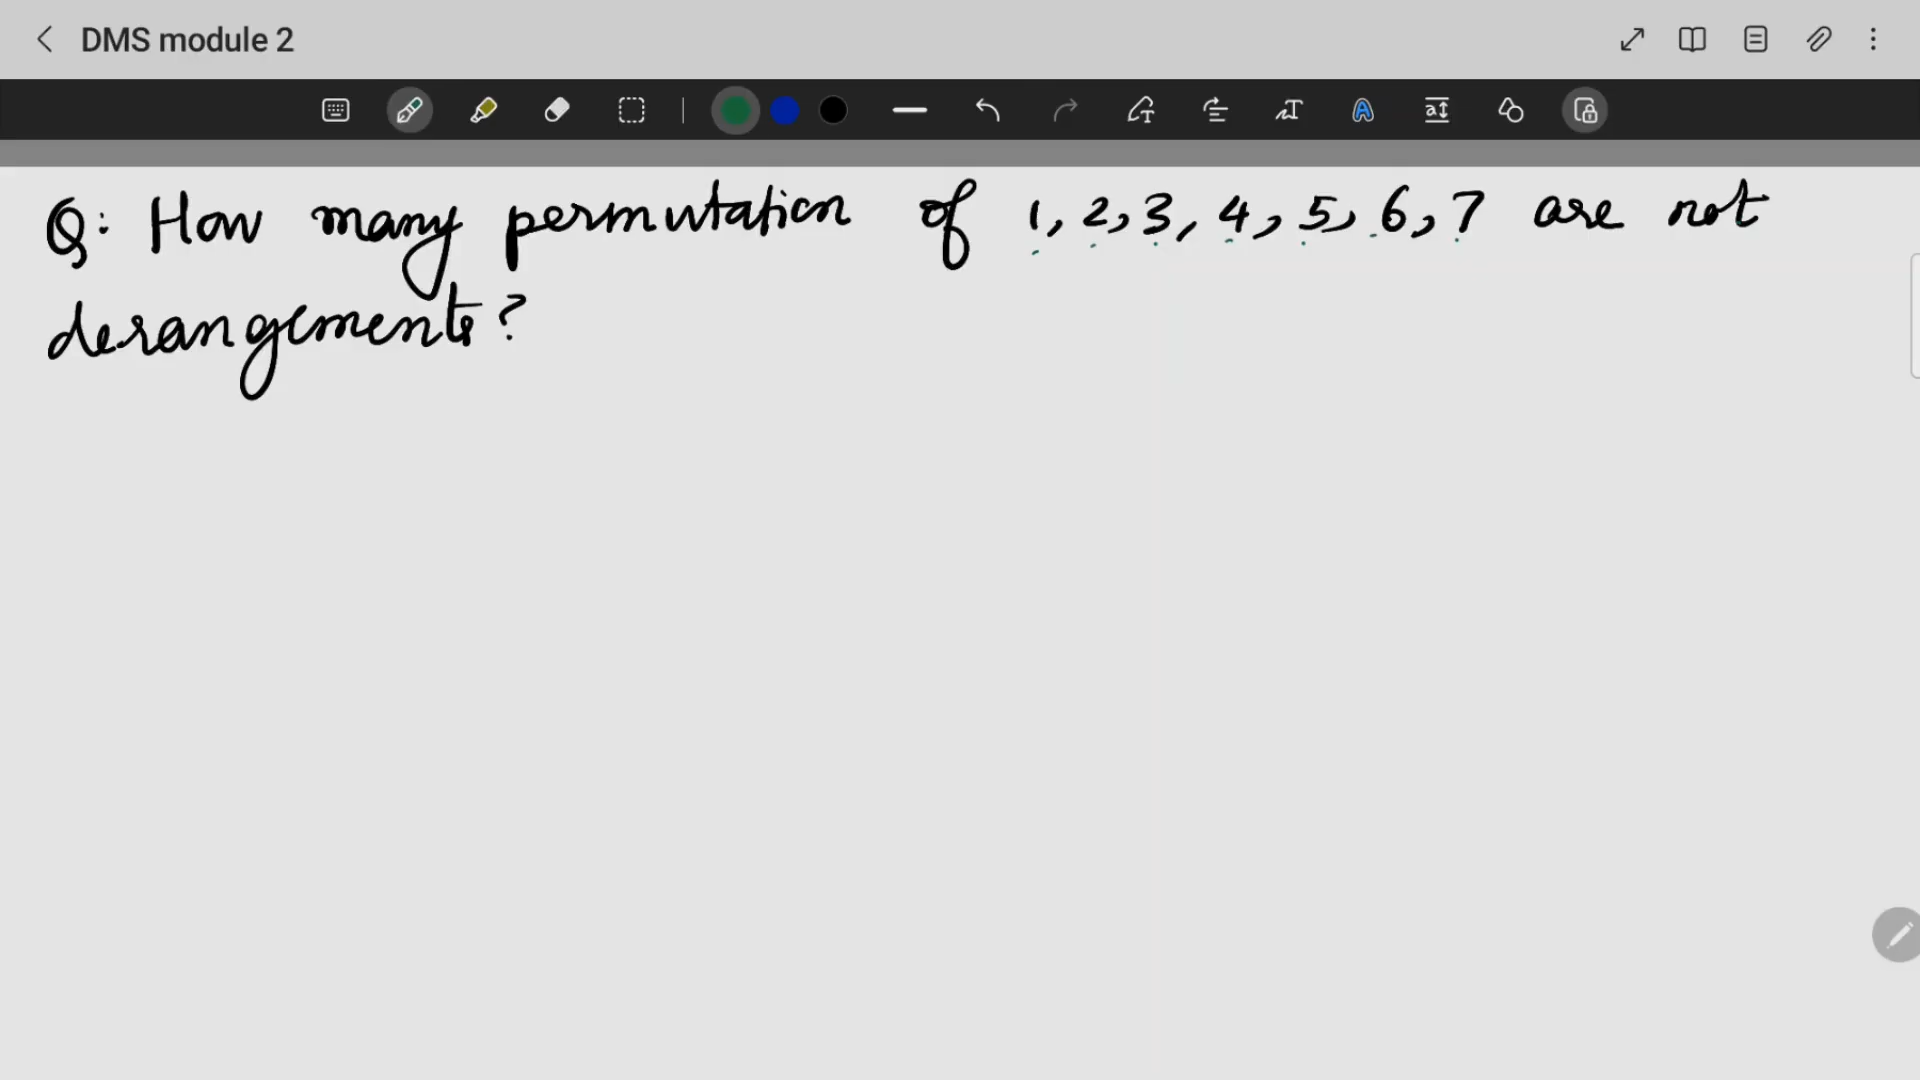 DMS module 2
Q: How many permutation of 1, 2, 3, 4, 5, 6, 7 are not
derangements?